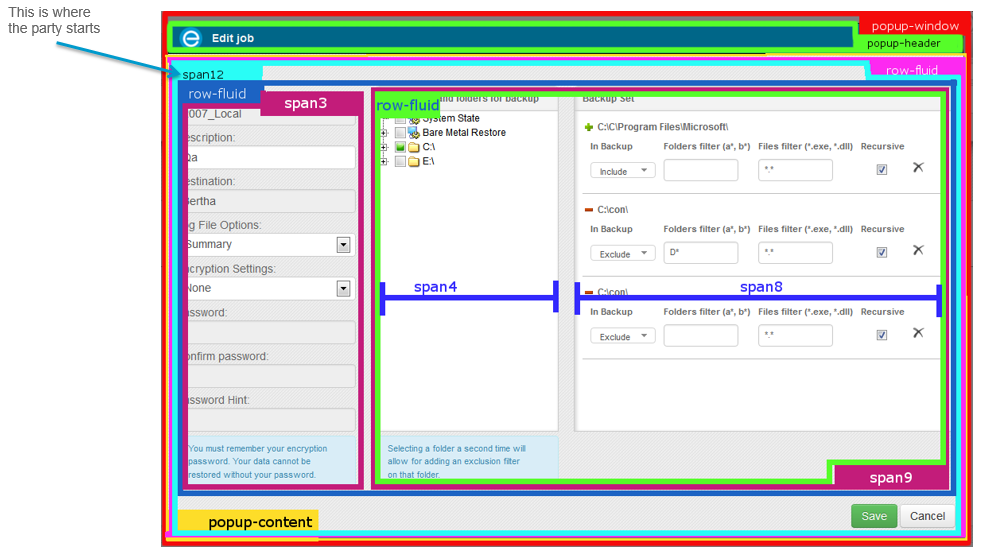 This is where
the party starts
popup-window
Edit job
popup-header
row-fluid
span12
row-fluid
span3
row-fluid
folders for backup
Backup Set
2007_Local
System State
Bare Metal Restore
C:\
E:\
C:\C\Program Files\Microsoft\
In Backup Folders filter (a*, b*) Files filter (*.exe, *.dll) Recursive
Include *.*
escription:
Qa
estination:
Bertha
og File Options:
Summary
C:\con\
In Backup Folders filter (a*, b*) Files filter (*.exe, *.dll) Recursive
Exclude D* *.*
ncryption Settings:
None
span4
span8
C:\con\
In Backup Folders filter (a*, b*) Files filter (*.exe, *.dll) Recursive
Exclude *.*
assword:
onfirm password:
assword Hint:
You must remember your encryption
password. Your data cannot be
restored without your password.
Selecting a folder a second time will
allow for adding an exclusion filter
on that folder.
span9
popup-content
Save
Cancel